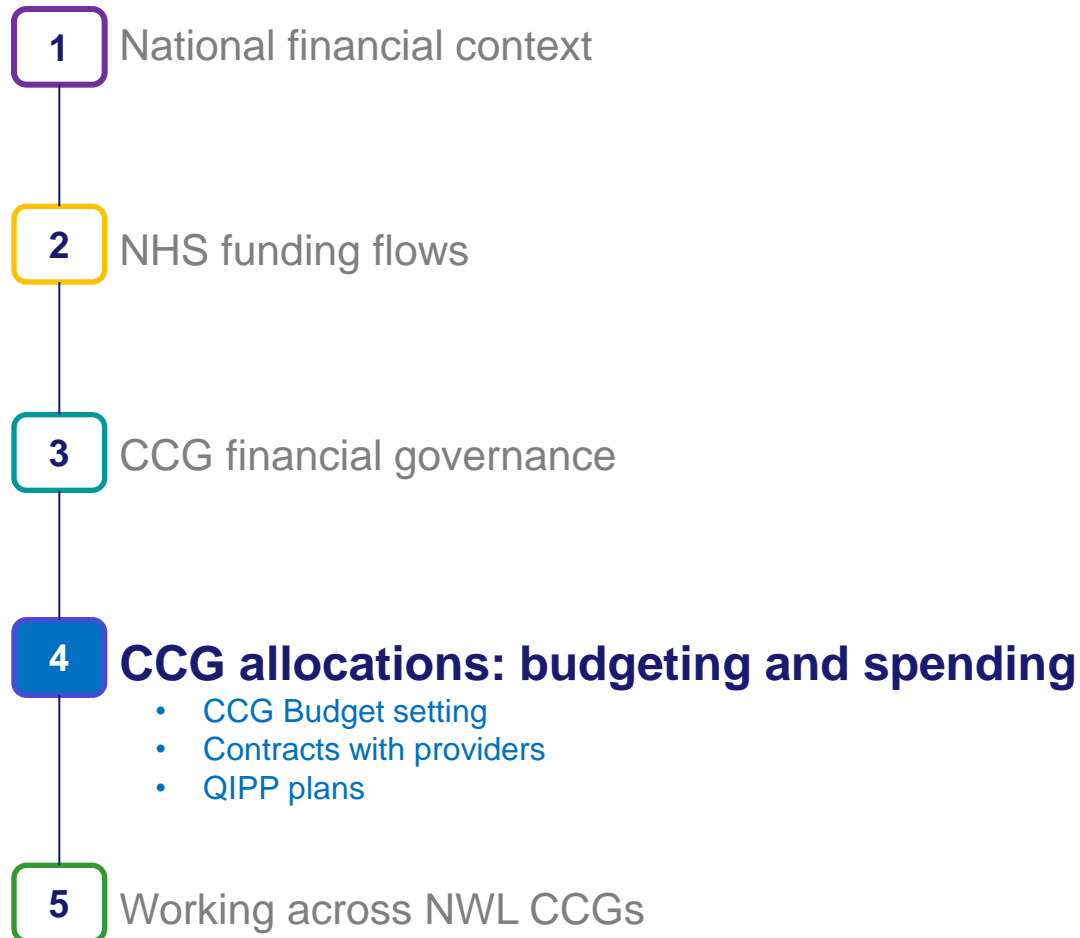 1 National financial context
2 NHS funding flows
3 CCG financial governance
4 CCG allocations: budgeting and spending
• CCG Budget setting
• Contracts with providers
• QIPP plans
5 Working across NWL CCGs